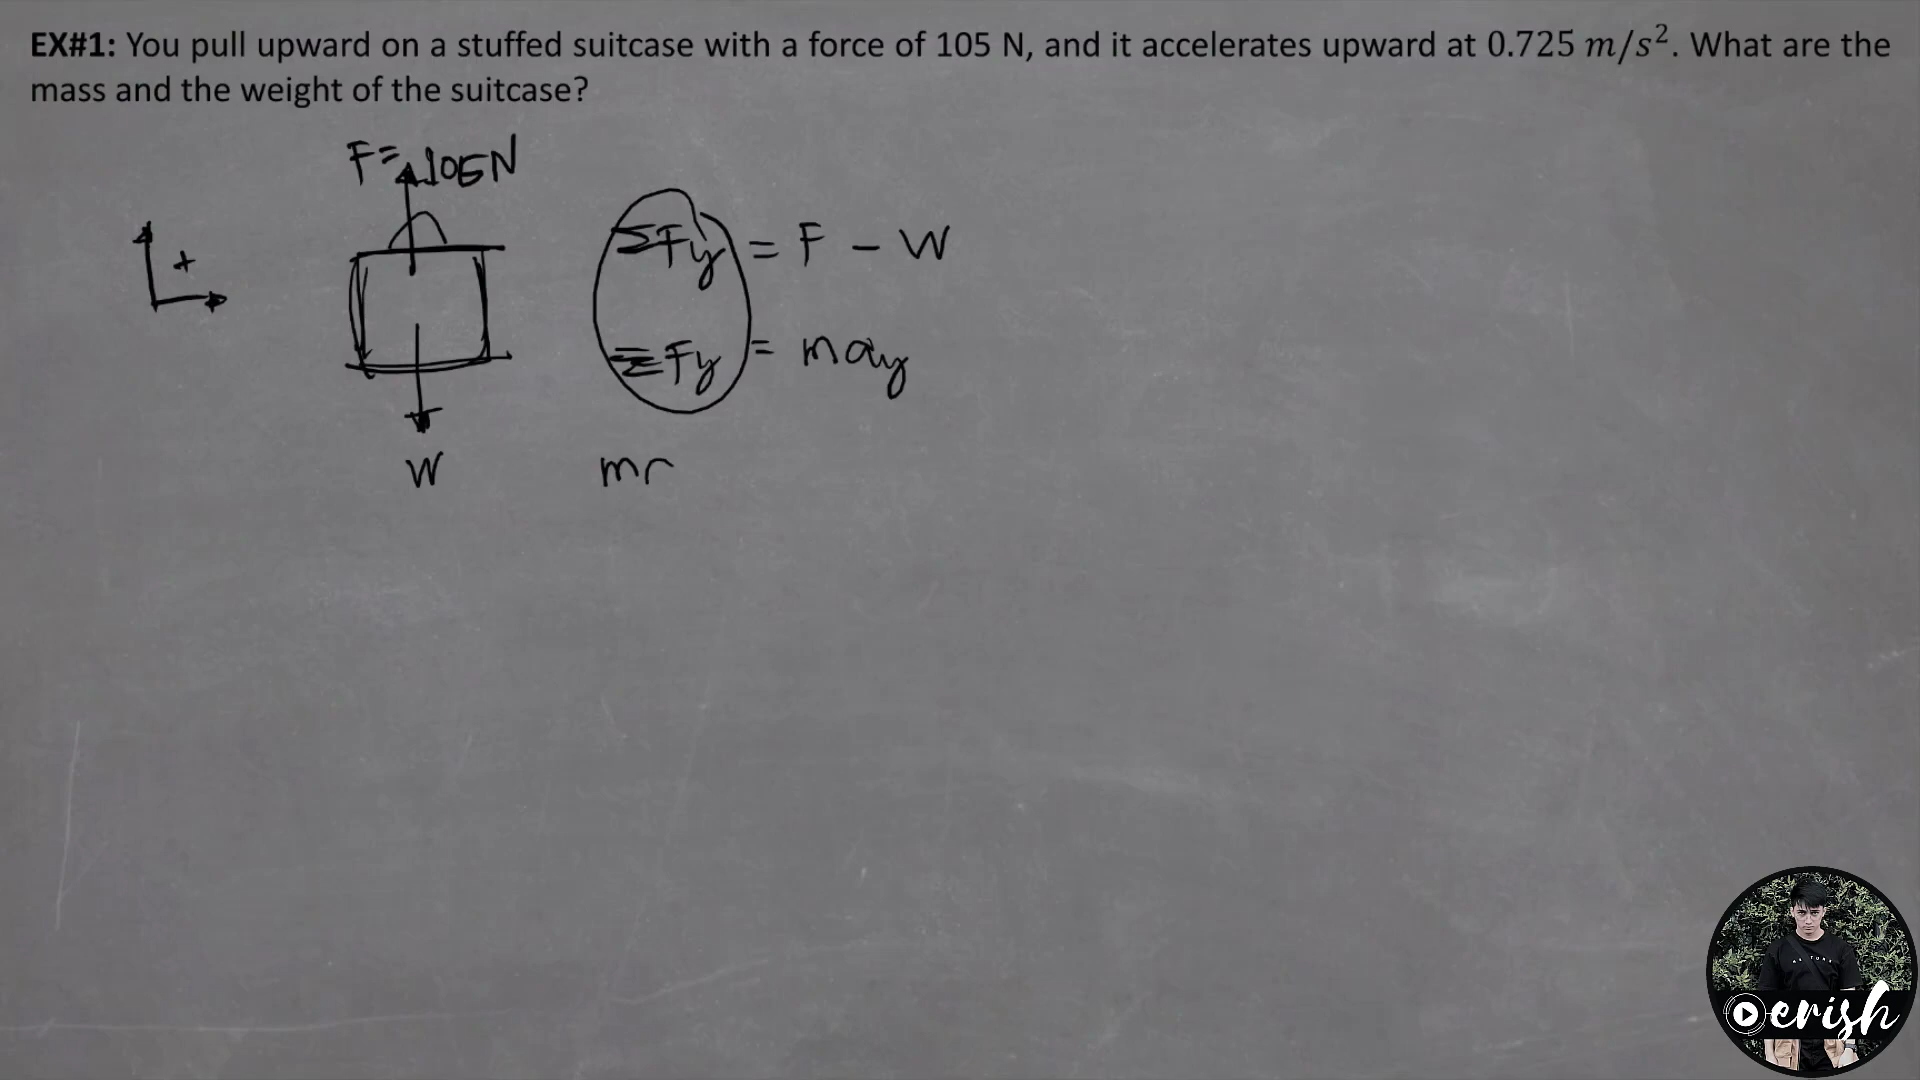 EX#1: You pull upward on a stuffed suitcase with a force of 105 N, and it accelerates upward at 0.725 m/s². What are the
mass and the weight of the suitcase?
F= 105N
+
ΣFy = F - W
ΣFy = may
W
ma
erish